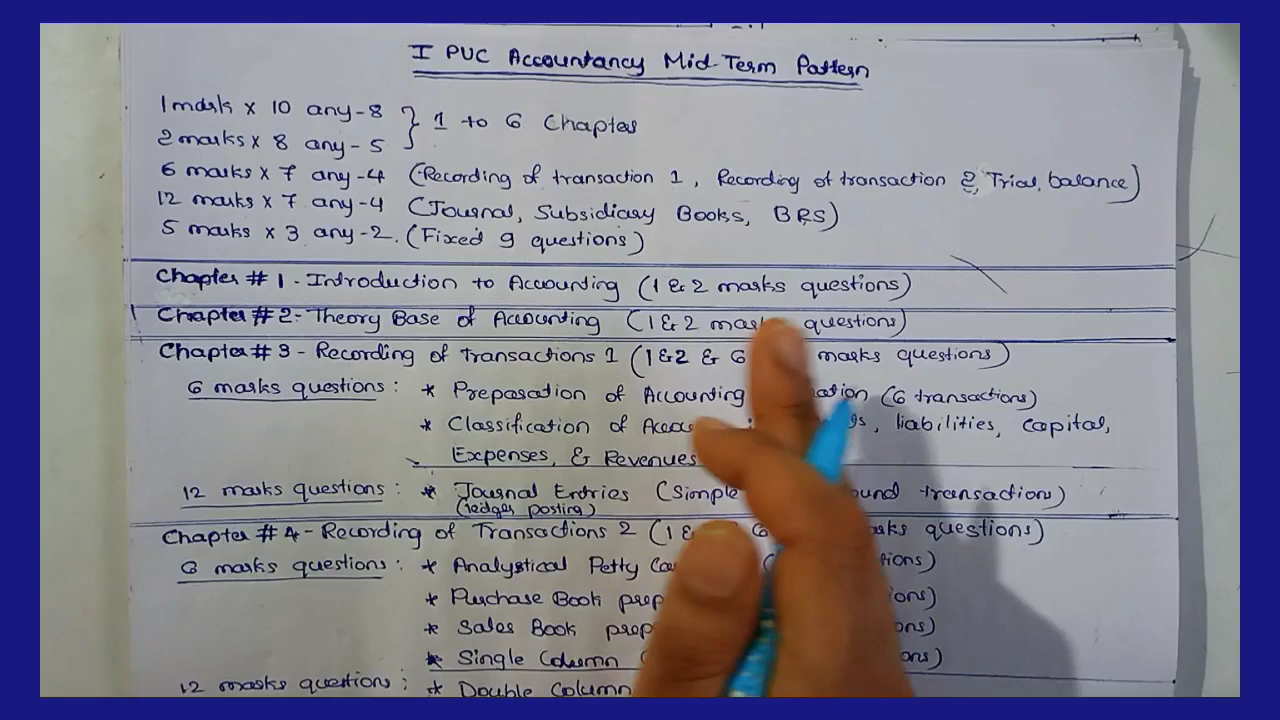 I PUC Accountancy Mid-Term Pattern
1 mark x 10 any-8
2 marks x 8 any-5 } 1 to 6 Chapter
6 marks x 7 any-4 (Recording of transaction 1, Recording of transaction 2, Trial balance)
12 marks x 7 any-4 (Journal, Subsidiary Books, BRS)
5 marks x 3 any-2. (Fixed 9 questions)
Chapter #1 - Introduction to Accounting (1 & 2 marks questions)
Chapter #2 - Theory Base of Accounting (1 & 2 questions)
Chapter #3 - Recording of Transactions 1 (1 & 2 & 6 marks questions)
6 marks questions : * Preparation of Accounting (6 transactions)
* Classification of liabilities, Capital,
Expenses, & Revenues
12 marks questions : * Journal Entries (Simple transaction)
(ledger posting)
Chapter #4 - Recording of Transactions 2 (1 & questions)
6 marks questions : * Analytical Petty
* Purchase Book
* Sales Book
* Single Column
12 marks questions : * Double Column